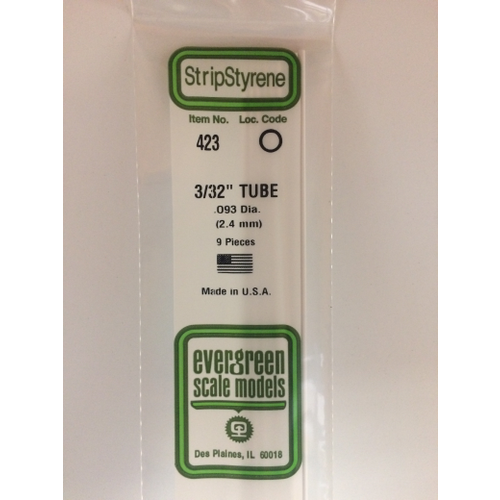 StripStyrene
Item No. Loc. Code
423
3/32" TUBE
.093 Dia.
(2.4 mm)
9 Pieces
Made in U.S.A.
evergreen
scale models
Des Plaines, IL 60018